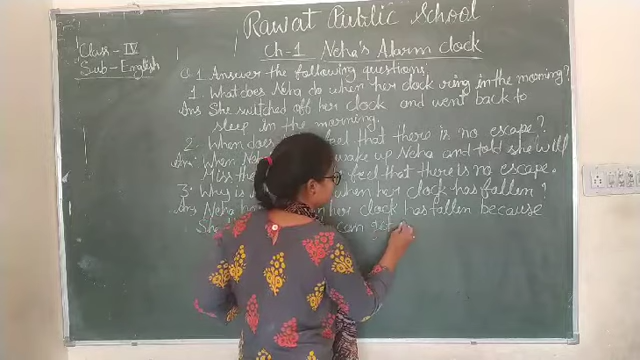 Rawat Public School
Class - IV
Ch-1 Neha's Alarm clock
Sub - English
Q.1 Answer the following questions:
1. What does Neha do when her clock ring in the morning?
Ans She switched off her clock and went back to
sleep in the morning.
2. When does feel that there is no escape?
Ans. When Neha wake up Neha and told she will
Miss the feel that there is no escape.
3. Why is when her clock has fallen?
Ans Neha her clock has fallen because
She can get